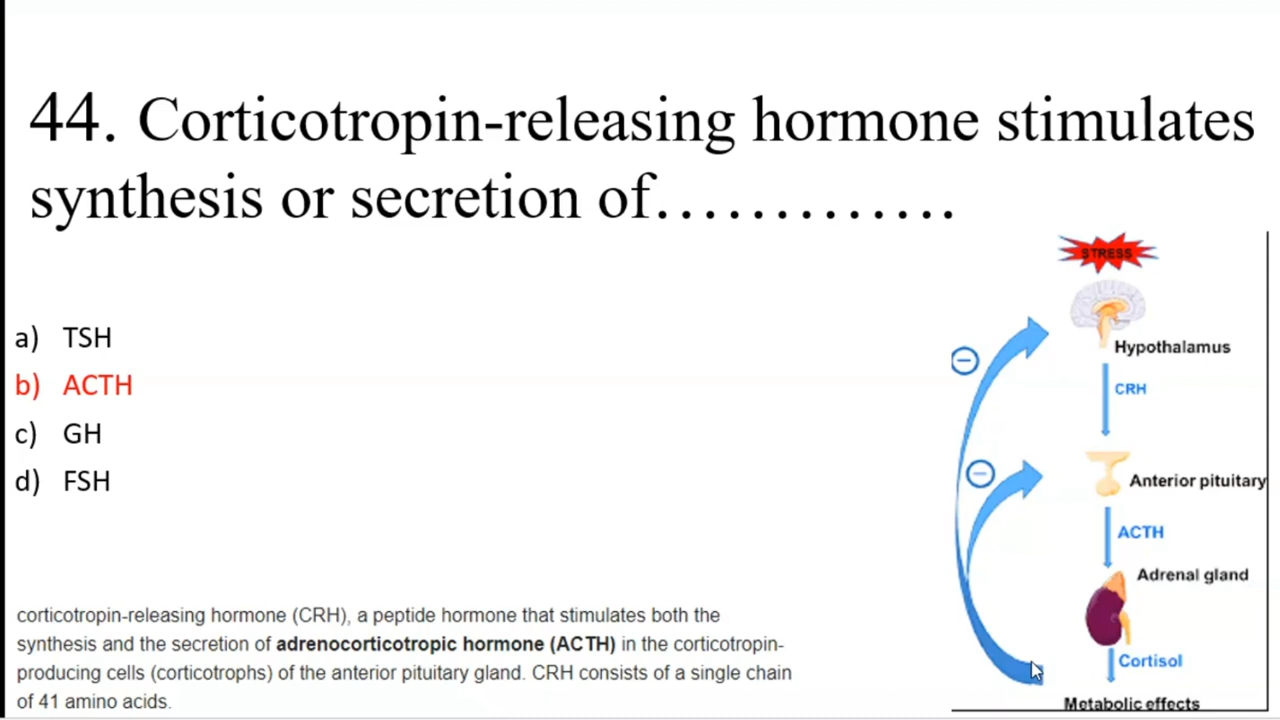 44. Corticotropin-releasing hormone stimulates
synthesis or secretion of.............
a) TSH
b) ACTH
c) GH
d) FSH
corticotropin-releasing hormone (CRH), a peptide hormone that stimulates both the
synthesis and the secretion of adrenocorticotropic hormone (ACTH) in the corticotropin-
producing cells (corticotrophs) of the anterior pituitary gland. CRH consists of a single chain
of 41 amino acids.
STRESS
Hypothalamus
CRH
Anterior pituitary
ACTH
Adrenal gland
Cortisol
Metabolic effects